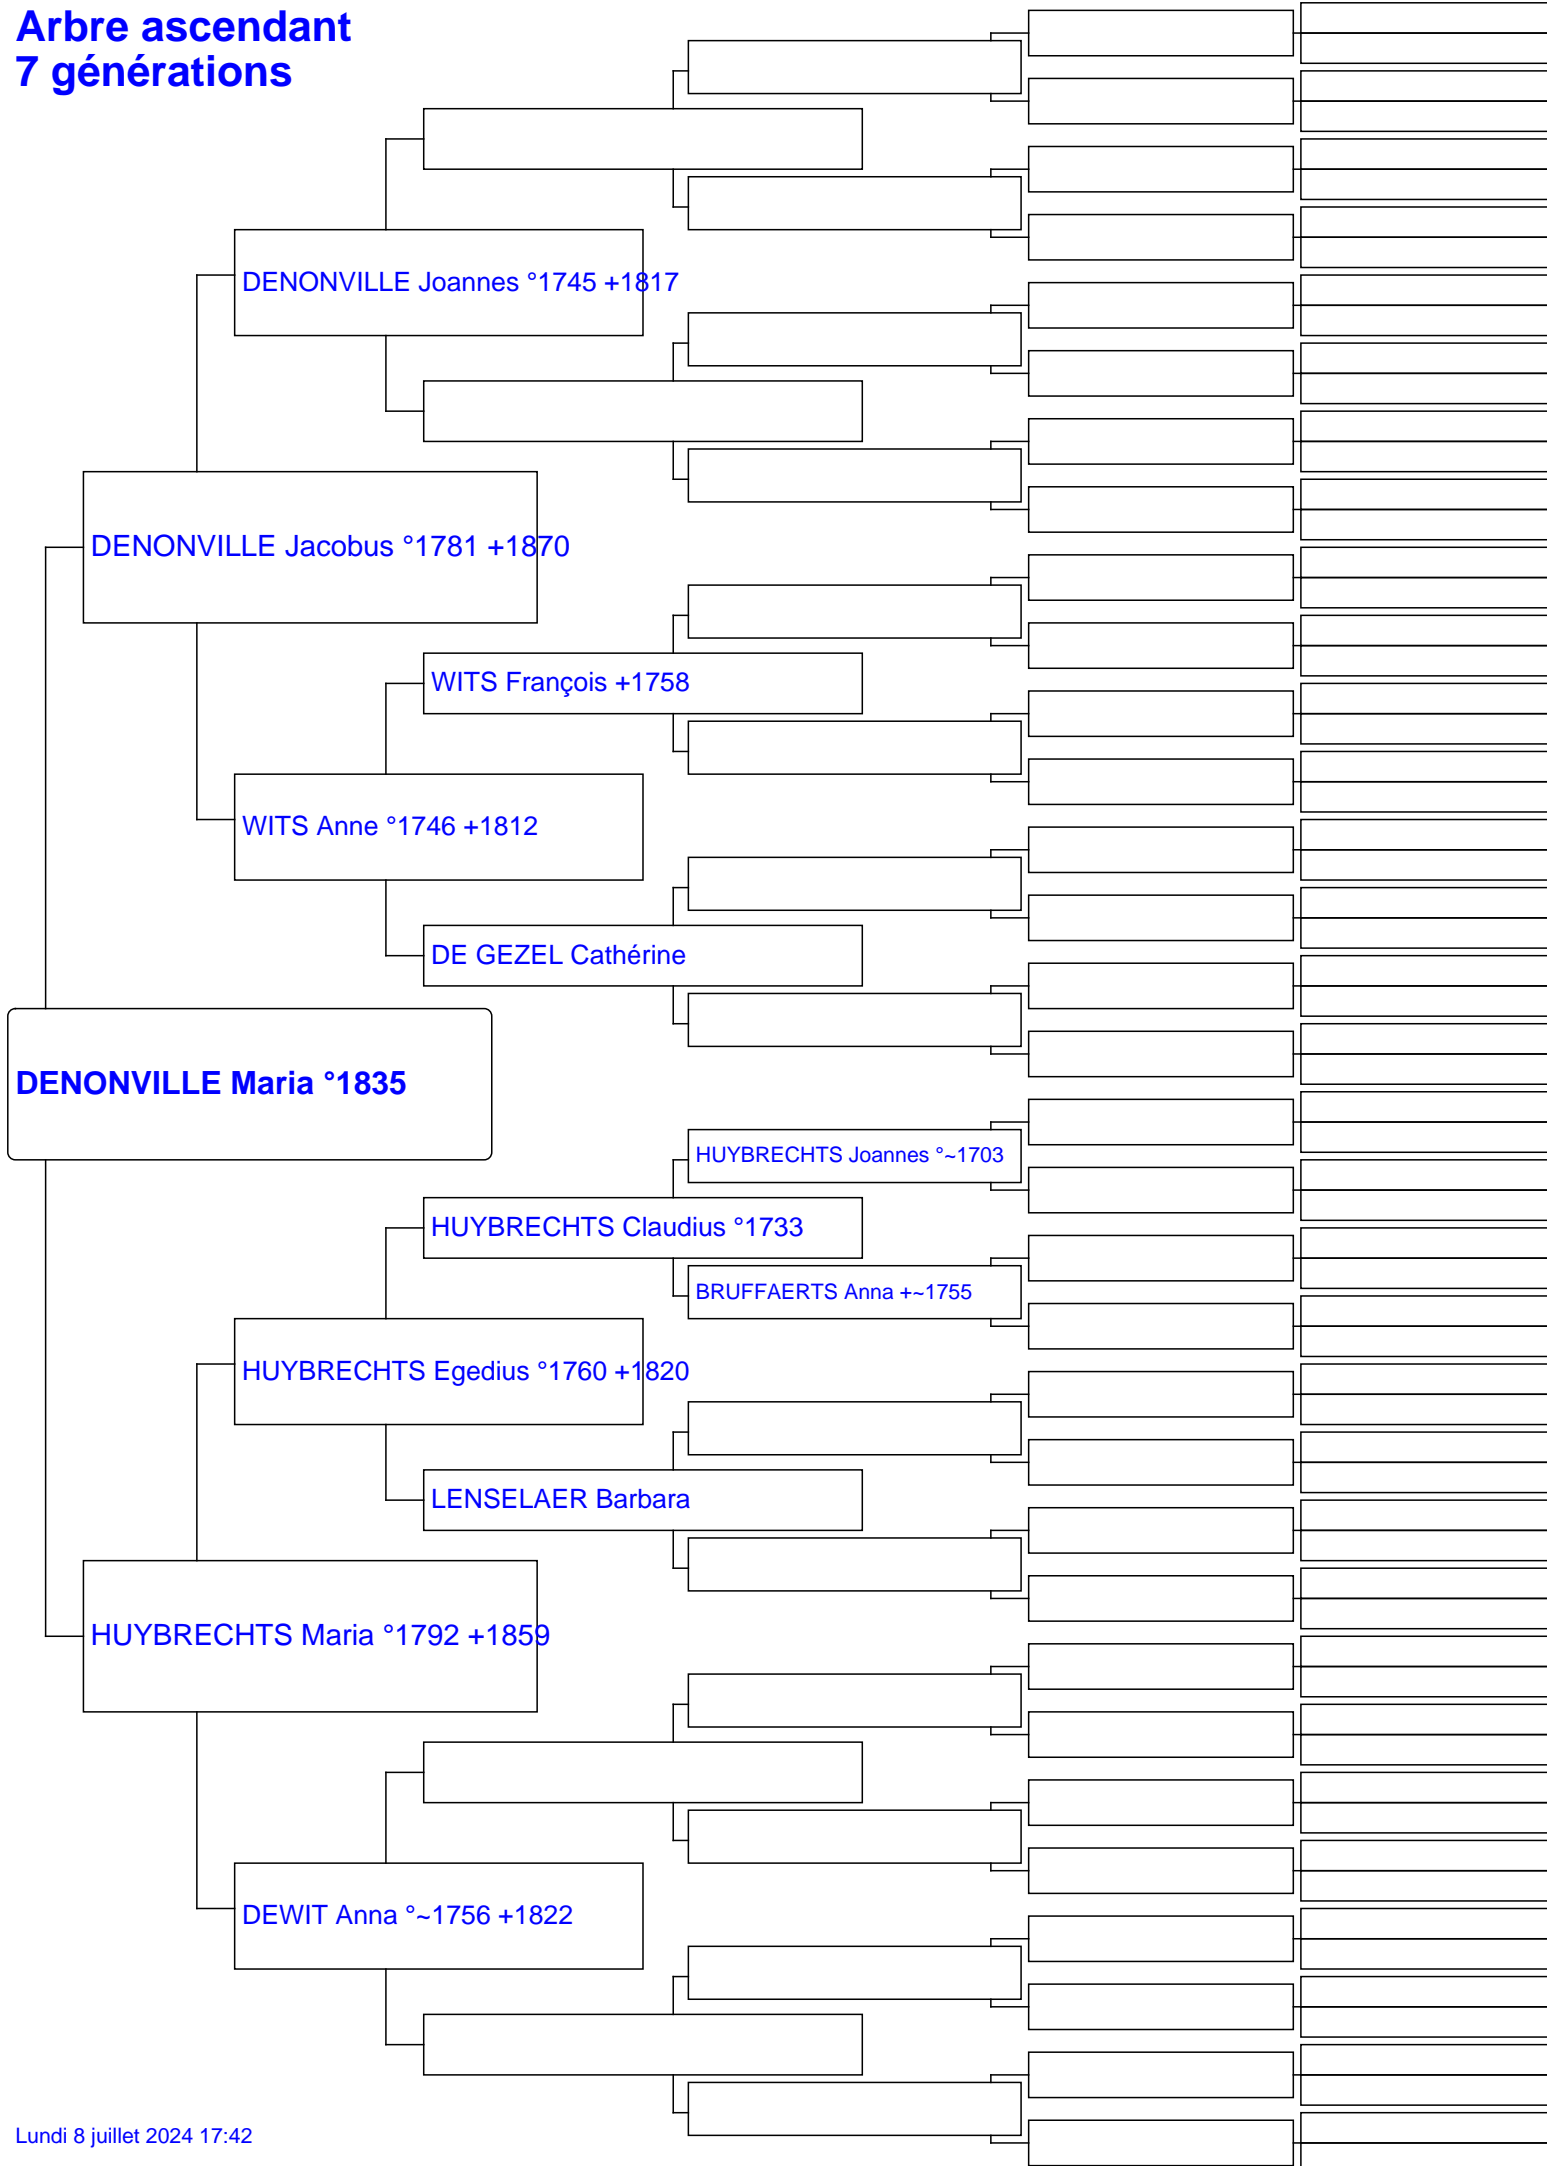 Arbre ascendant
7 générations
DENONVILLE Joannes °1745 +1817
DENONVILLE Jacobus °1781 +1870
WITS François +1758
WITS Anne °1746 +1812
DE GEZEL Cathérine
DENONVILLE Maria °1835
HUYBRECHTS Joannes °~1703
HUYBRECHTS Claudius °1733
BRUFFAERTS Anna +~1755
HUYBRECHTS Egedius °1760 +1820
LENSELAER Barbara
HUYBRECHTS Maria °1792 +1859
DEWIT Anna °~1756 +1822
Lundi 8 juillet 2024 17:42